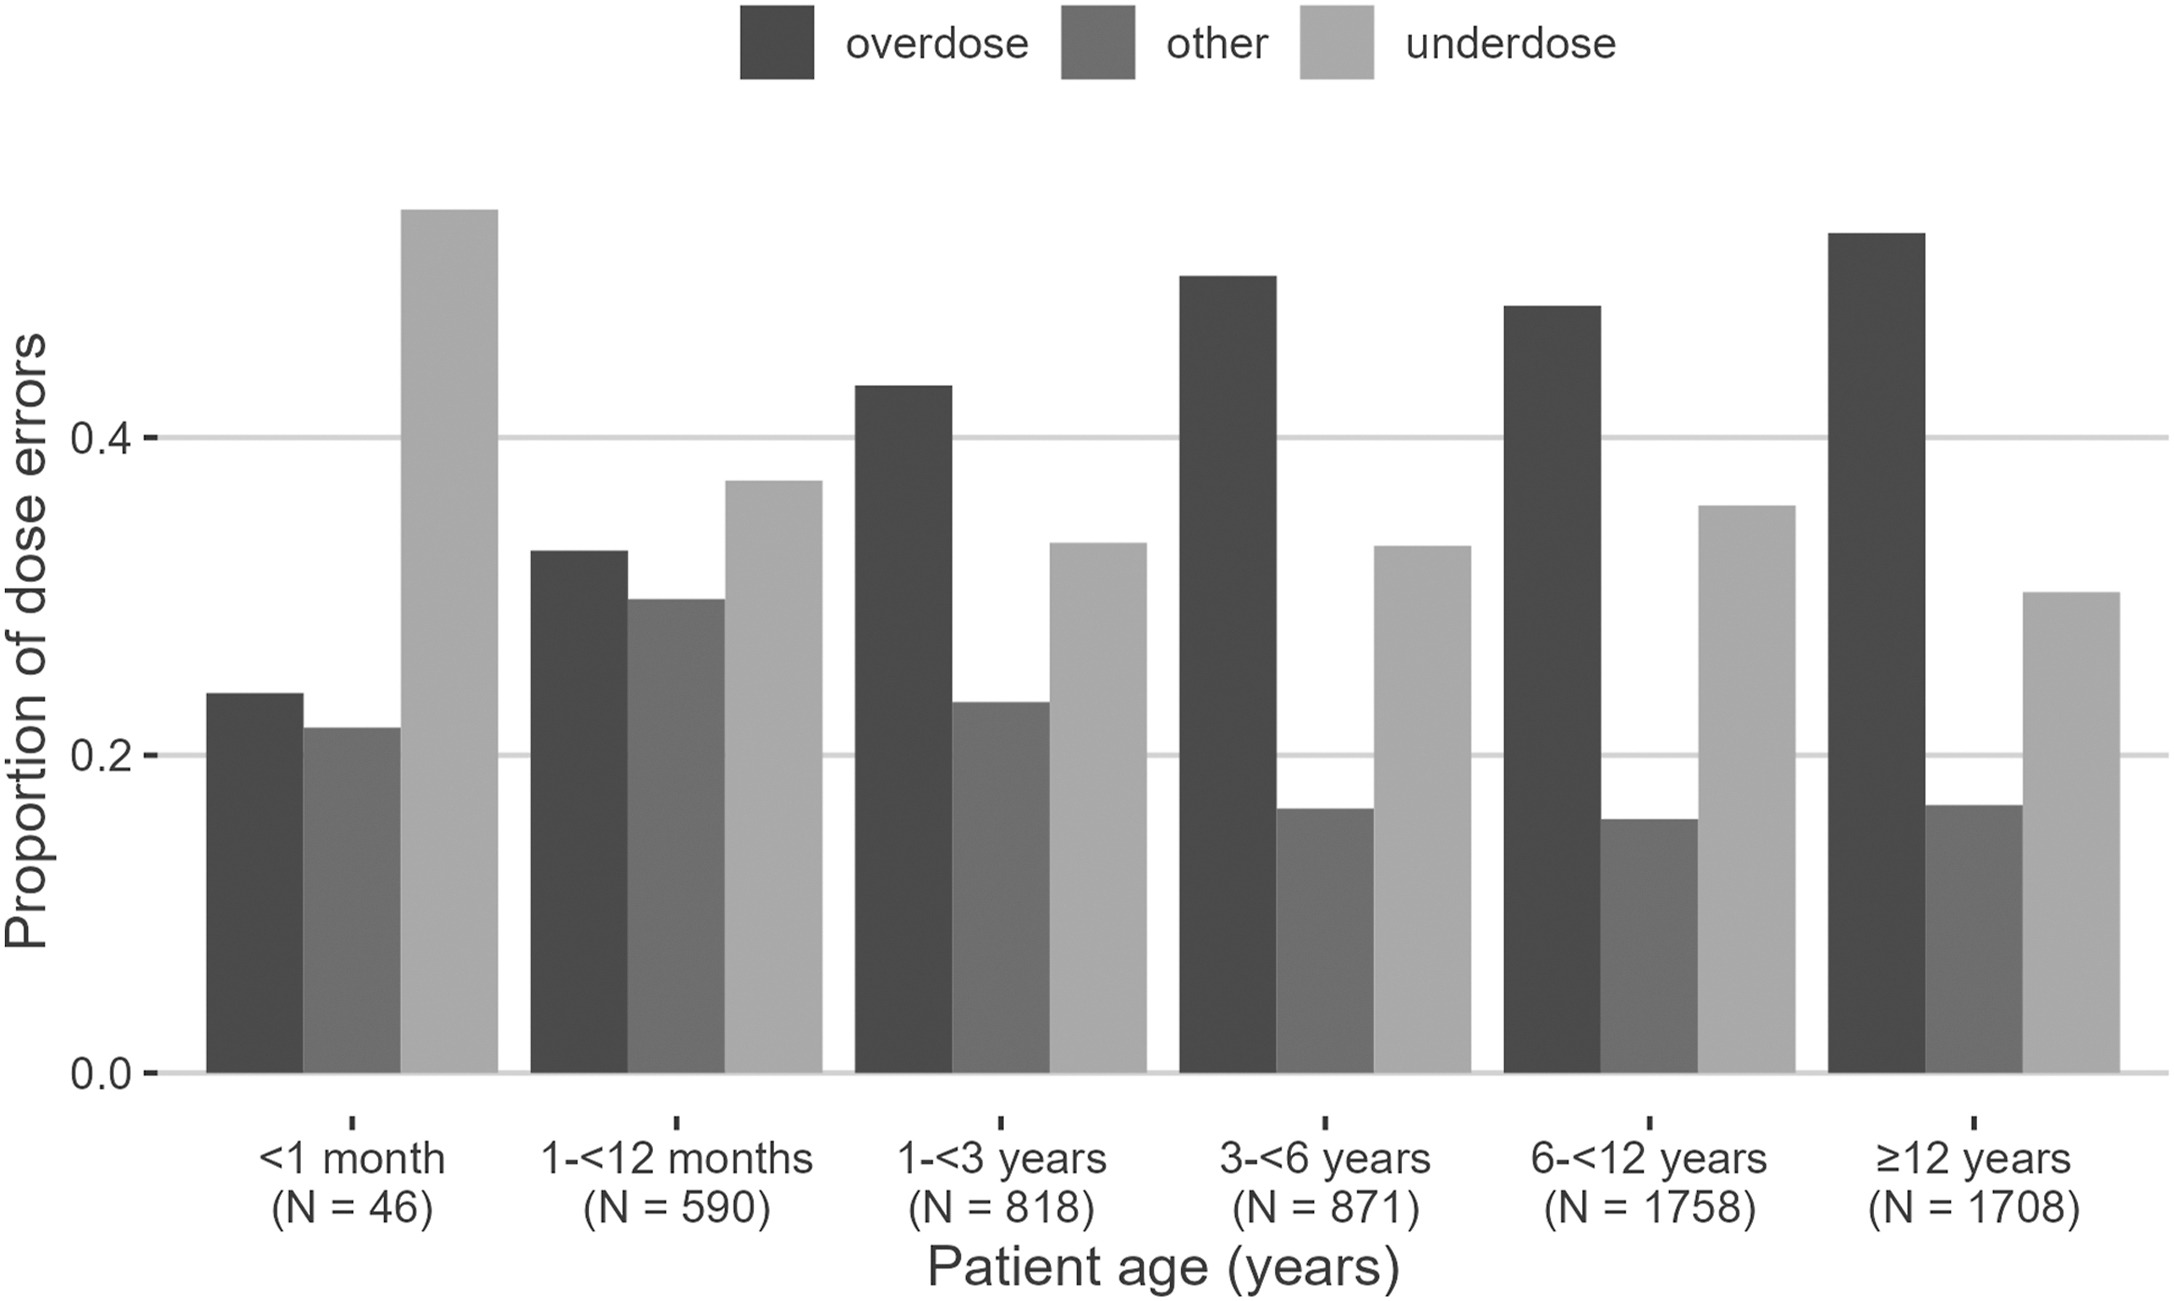 overdose other underdose
Proportion of dose errors
0.4
0.2
0.0
<1 month 1-<12 months 1-<3 years 3-<6 years 6-<12 years ≥12 years
(N = 46) (N = 590) (N = 818) (N = 871) (N = 1758) (N = 1708)
Patient age (years)